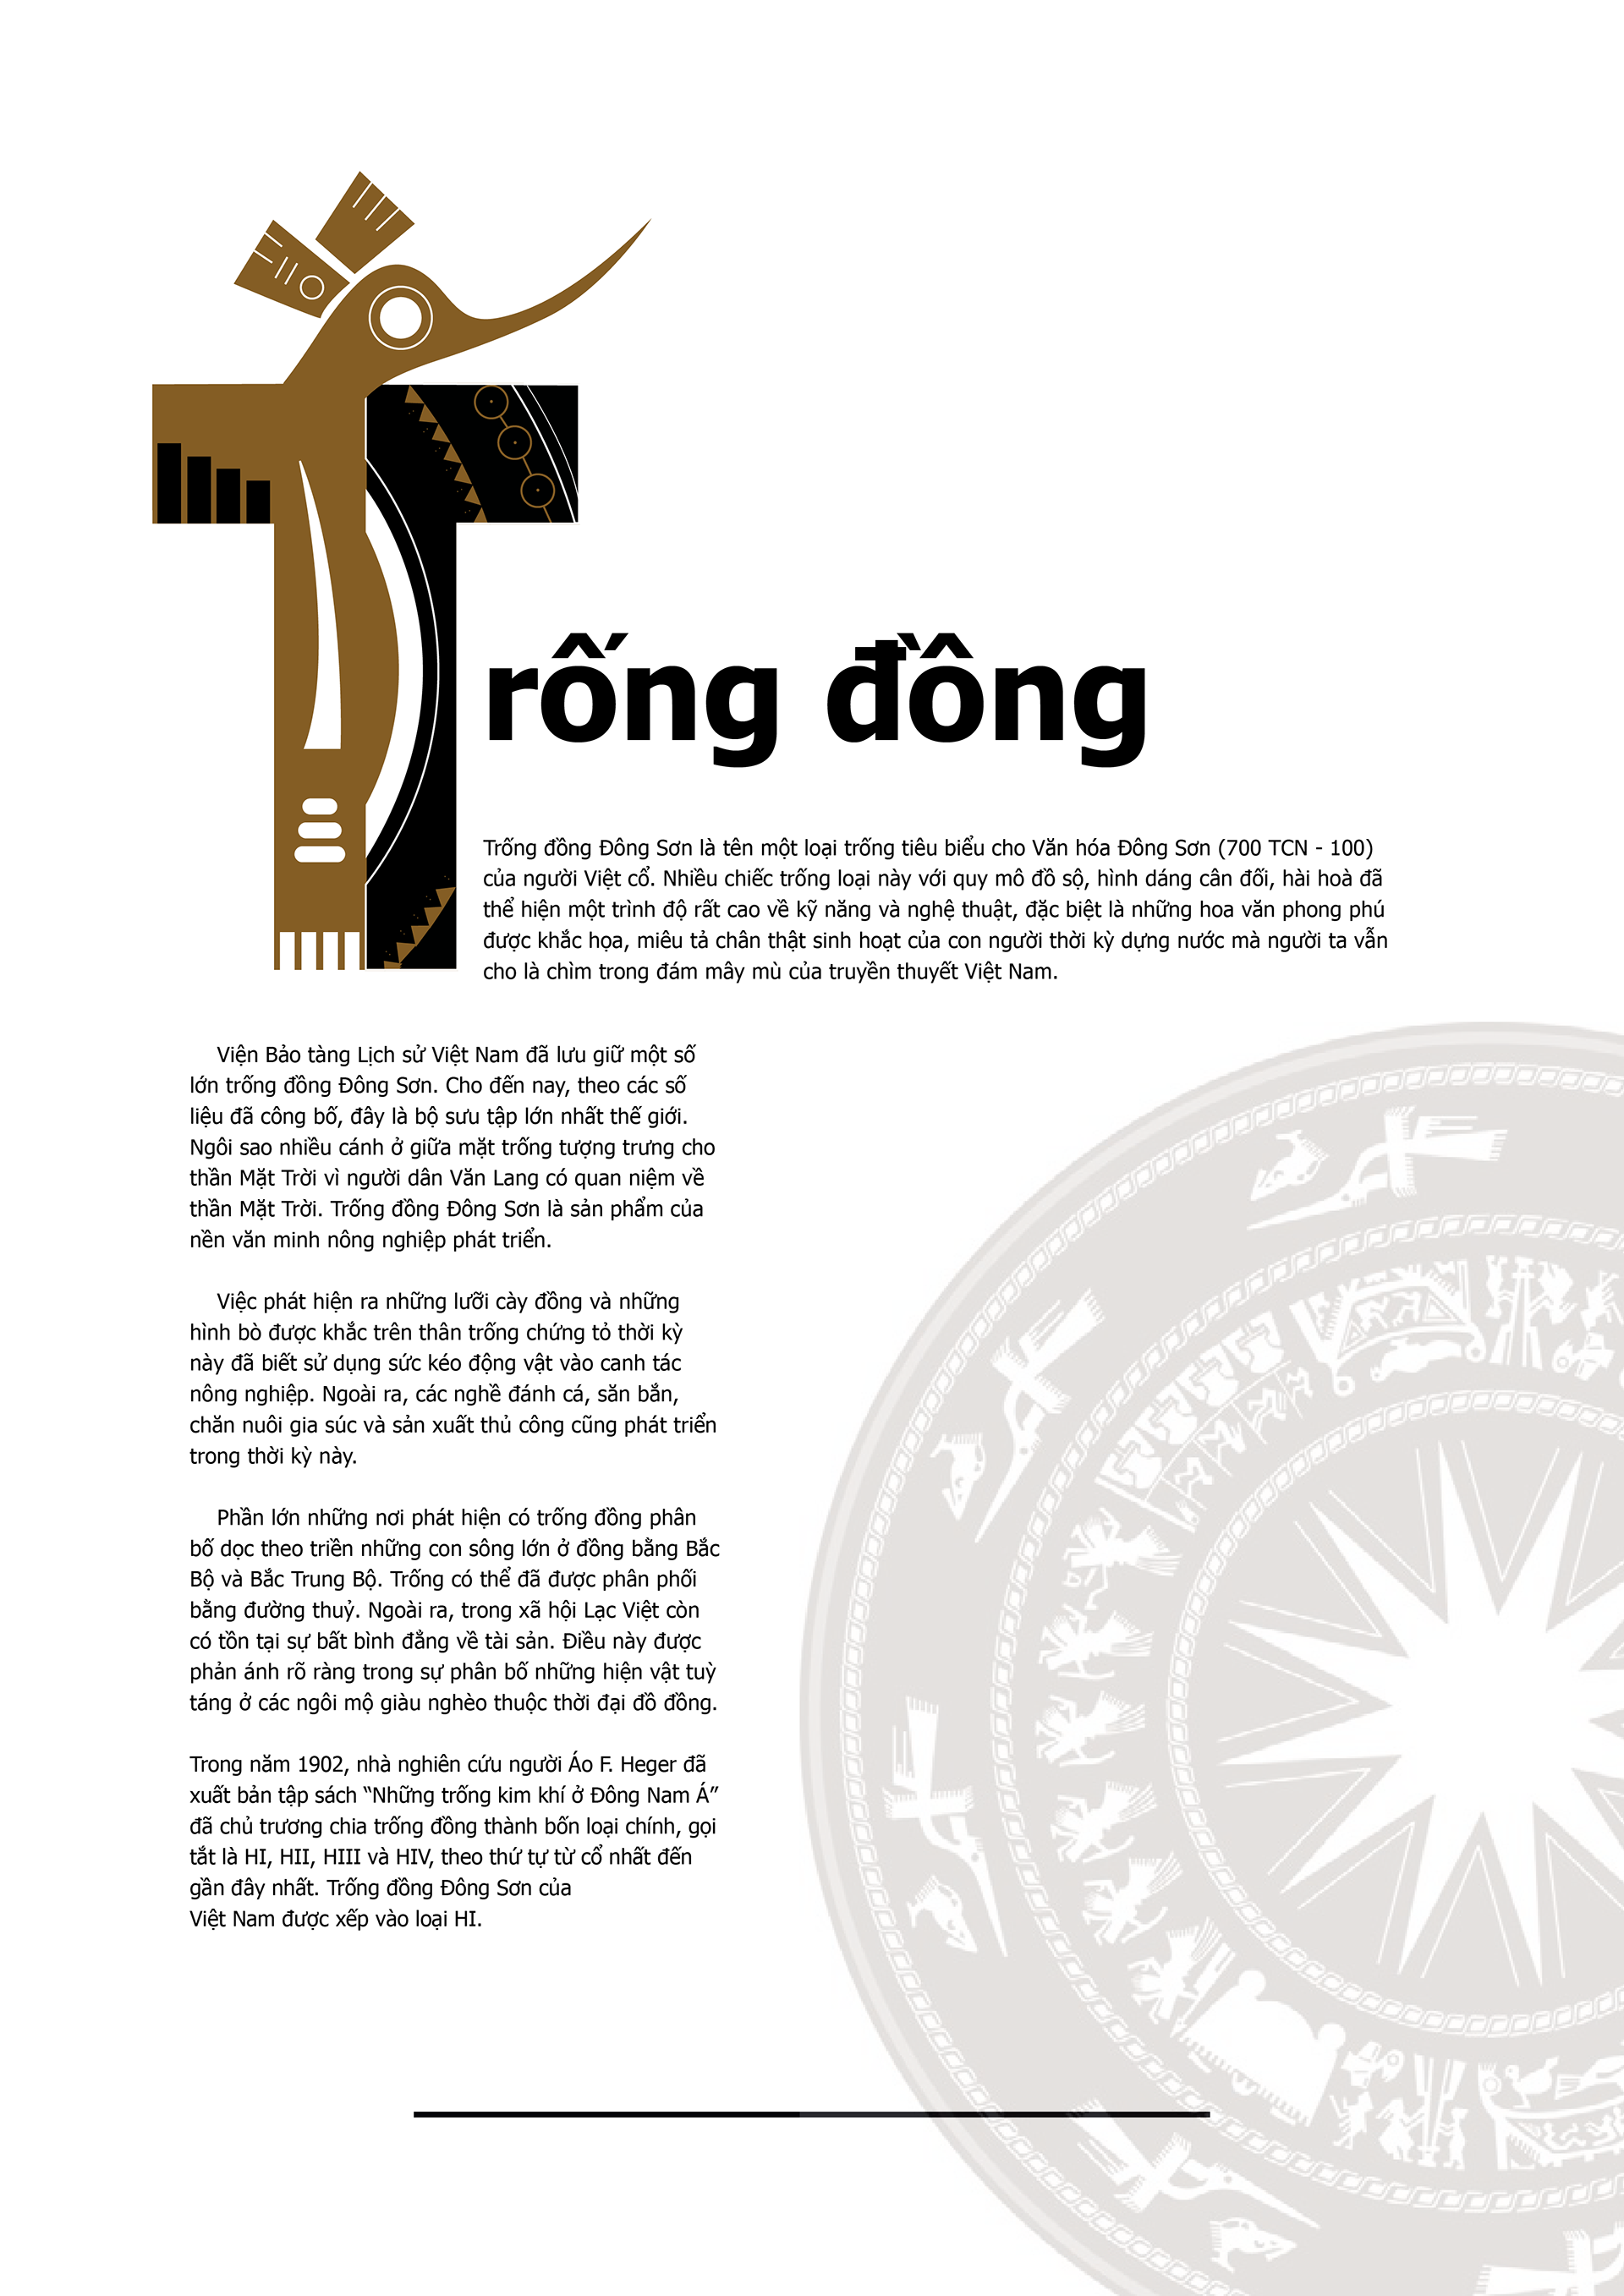 Trống đồng
Trống đồng Đông Sơn là tên một loại trống tiêu biểu cho Văn hóa Đông Sơn (700 TCN - 100)
của người Việt cổ. Nhiều chiếc trống loại này với quy mô đồ sộ, hình dáng cân đối, hài hoà đã
thể hiện một trình độ rất cao về kỹ năng và nghệ thuật, đặc biệt là những hoa văn phong phú
được khắc họa, miêu tả chân thật sinh hoạt của con người thời kỳ dựng nước mà người ta vẫn
cho là chìm trong đám mây mù của truyền thuyết Việt Nam.
Viện Bảo tàng Lịch sử Việt Nam đã lưu giữ một số
lớn trống đồng Đông Sơn. Cho đến nay, theo các số
liệu đã công bố, đây là bộ sưu tập lớn nhất thế giới.
Ngôi sao nhiều cánh ở giữa mặt trống tượng trưng cho
thần Mặt Trời vì người dân Văn Lang có quan niệm về
thần Mặt Trời. Trống đồng Đông Sơn là sản phẩm của
nền văn minh nông nghiệp phát triển.
Việc phát hiện ra những lưỡi cày đồng và những
hình bò được khắc trên thân trống chứng tỏ thời kỳ
này đã biết sử dụng sức kéo động vật vào canh tác
nông nghiệp. Ngoài ra, các nghề đánh cá, săn bắn,
chăn nuôi gia súc và sản xuất thủ công cũng phát triển
trong thời kỳ này.
Phần lớn những nơi phát hiện có trống đồng phân
bố dọc theo triền những con sông lớn ở đồng bằng Bắc
Bộ và Bắc Trung Bộ. Trống có thể đã được phân phối
bằng đường thuỷ. Ngoài ra, trong xã hội Lạc Việt còn
có tồn tại sự bất bình đẳng về tài sản. Điều này được
phản ánh rõ ràng trong sự phân bố những hiện vật tuỳ
táng ở các ngôi mộ giàu nghèo thuộc thời đại đồ đồng.
Trong năm 1902, nhà nghiên cứu người Áo F. Heger đã
xuất bản tập sách “Những trống kim khí ở Đông Nam Á”
đã chủ trương chia trống đồng thành bốn loại chính, gọi
tắt là HI, HII, HIII và HIV, theo thứ tự từ cổ nhất đến
gần đây nhất. Trống đồng Đông Sơn của
Việt Nam được xếp vào loại HI.